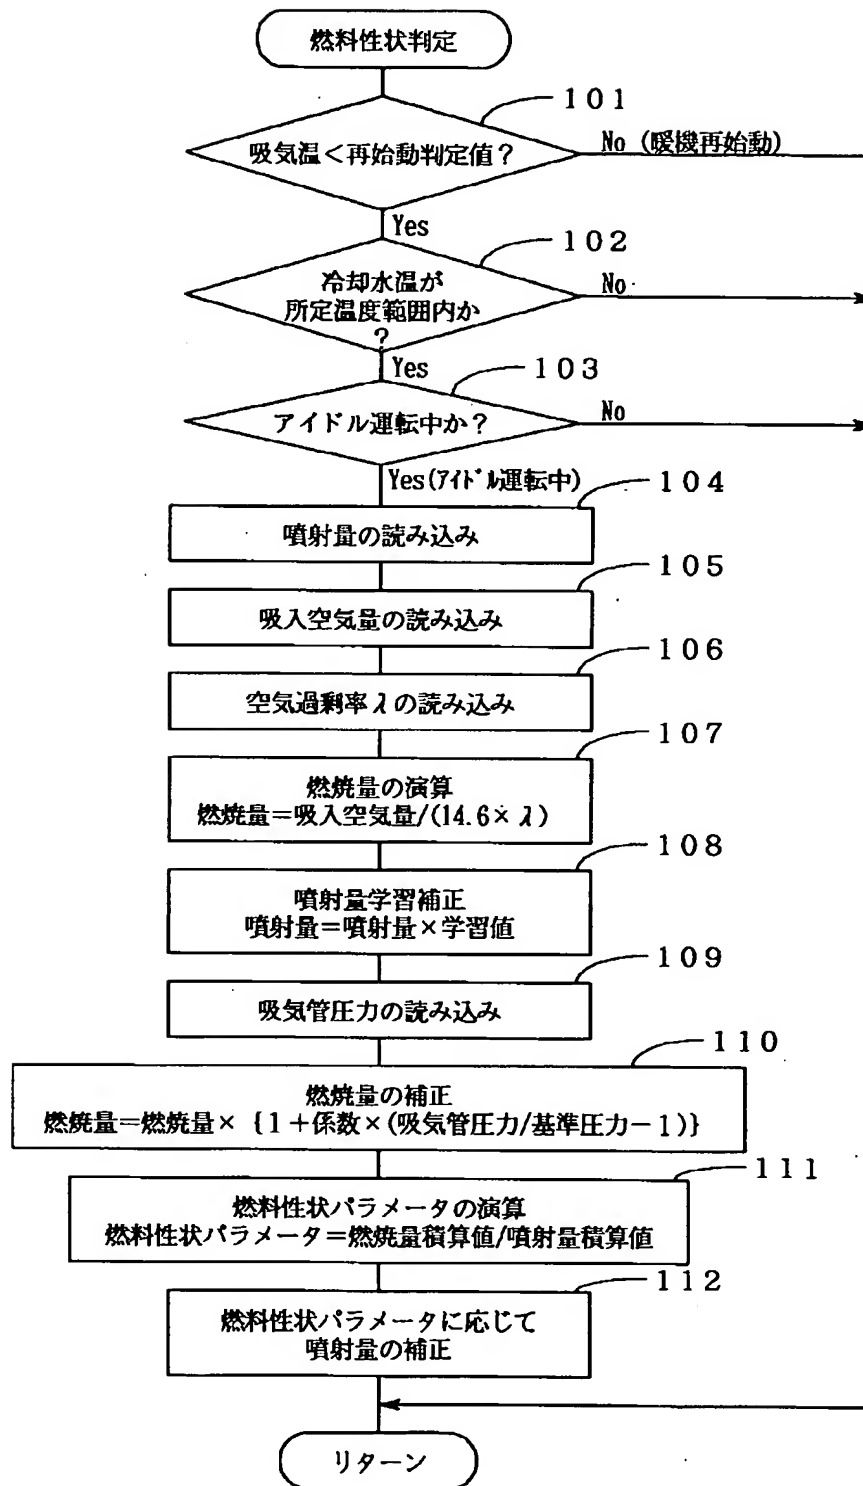 燃料性状判定
101
吸気温<再始動判定値?
No (暖機再始動)
Yes
102
冷却水温が
所定温度範囲内か
?
No
Yes
103
アイドル運転中か?
No
Yes(ｱｲﾄﾞﾙ運転中)
104
噴射量の読み込み
105
吸入空気量の読み込み
106
空気過剰率λの読み込み
107
燃焼量の演算
燃焼量=吸入空気量/(14.6×λ)
108
噴射量学習補正
噴射量=噴射量×学習値
109
吸気管圧力の読み込み
110
燃焼量の補正
燃焼量=燃焼量× {1+係数×(吸気管圧力/基準圧力-1)}
111
燃料性状パラメータの演算
燃料性状パラメータ=燃焼量積算値/噴射量積算値
112
燃料性状パラメータに応じて
噴射量の補正
リターン